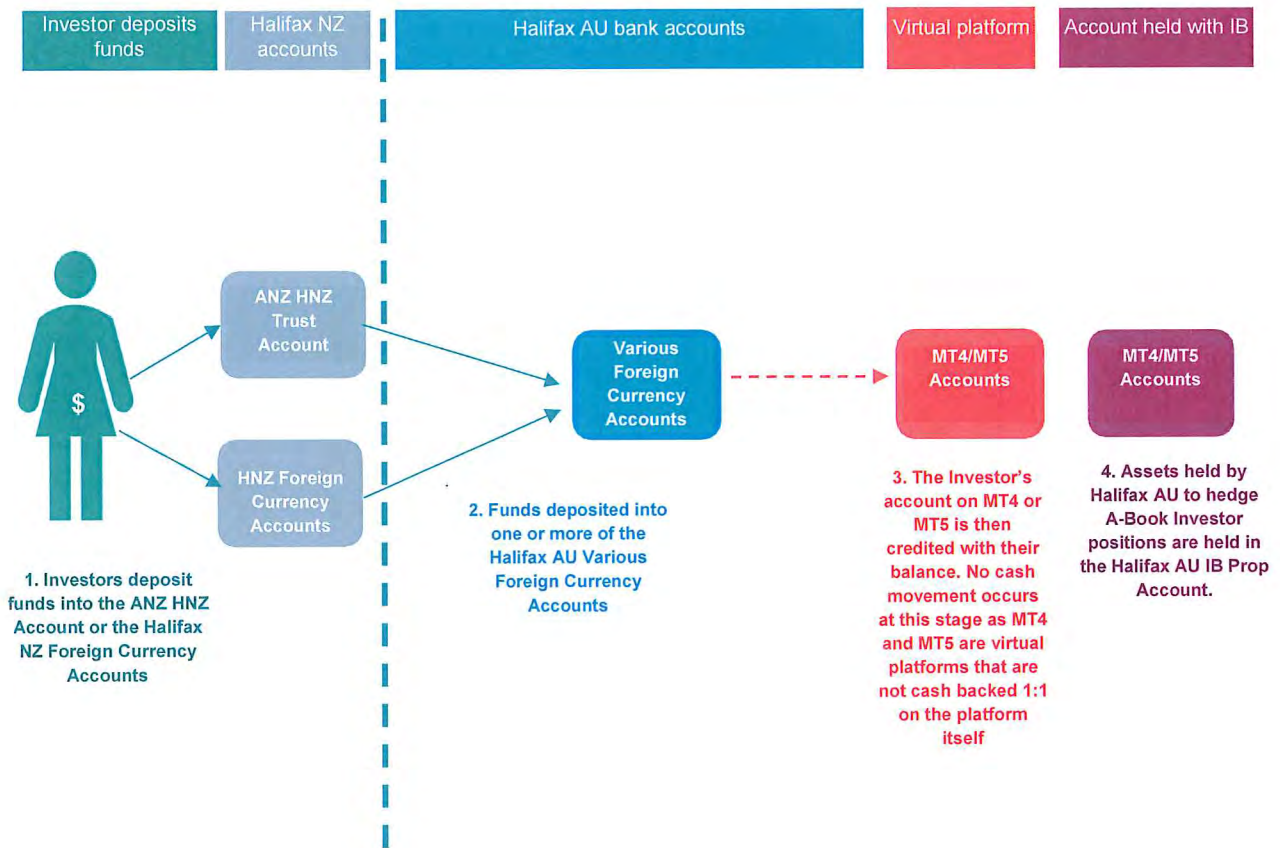 Investor deposits
funds
Halifax NZ
accounts
Halifax AU bank accounts
Virtual platform
Account held with IB
$
ANZ HNZ
Trust
Account
HNZ Foreign
Currency
Accounts
Various
Foreign
Currency
Accounts
MT4/MT5
Accounts
MT4/MT5
Accounts
1. Investors deposit
funds into the ANZ HNZ
Account or the Halifax
NZ Foreign Currency
Accounts
2. Funds deposited into
one or more of the
Halifax AU Various
Foreign Currency
Accounts
3. The Investor's
account on MT4 or
MT5 is then
credited with their
balance. No cash
movement occurs
at this stage as MT4
and MT5 are virtual
platforms that are
not cash backed 1:1
on the platform
itself
4. Assets held by
Halifax AU to hedge
A-Book Investor
positions are held in
the Halifax AU IB Prop
Account.